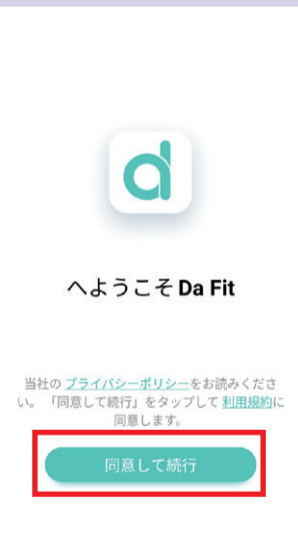 d
へようこそ Da Fit
当社の プライバシーポリシーをお読みくださ
い。 「同意して続行」をタップして 利用規約に
同意します。
同意して続行